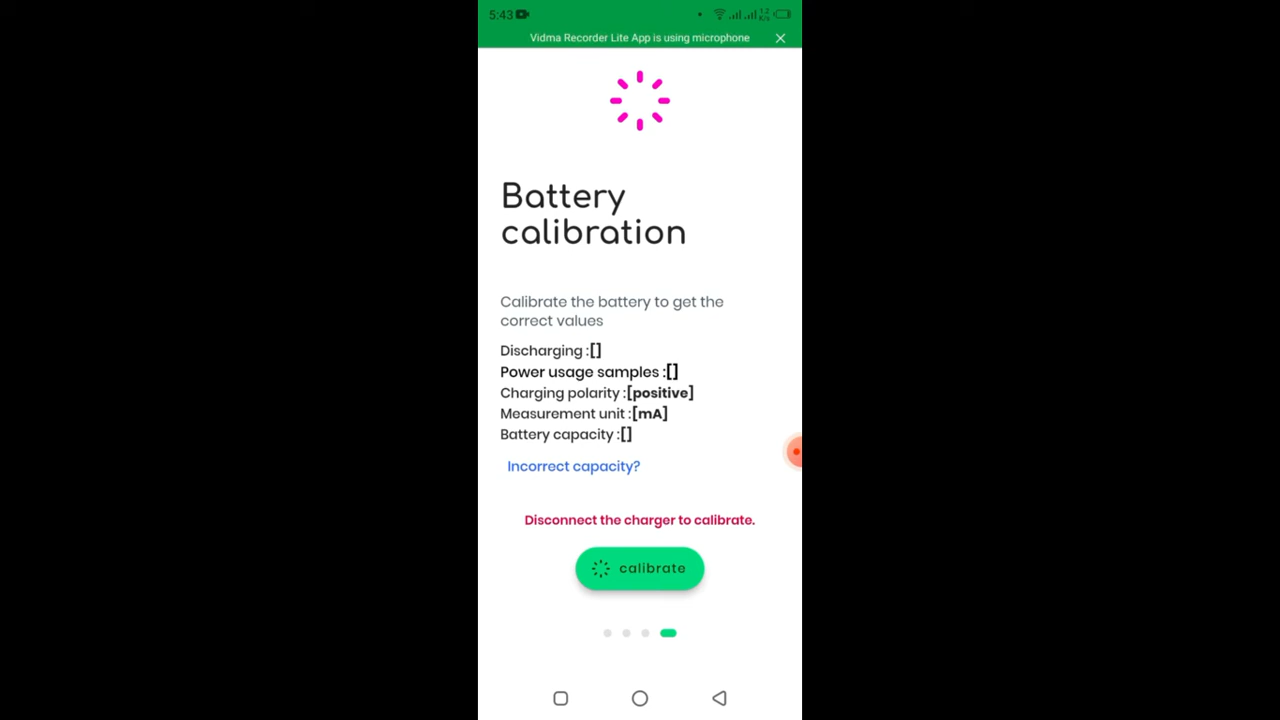 5:43
1.2
K/s
Vidma Recorder Lite App is using microphone
Battery
calibration
Calibrate the battery to get the
correct values
Discharging :[]
Power usage samples :[]
Charging polarity :[positive]
Measurement unit :[mA]
Battery capacity :[]
Incorrect capacity?
Disconnect the charger to calibrate.
calibrate